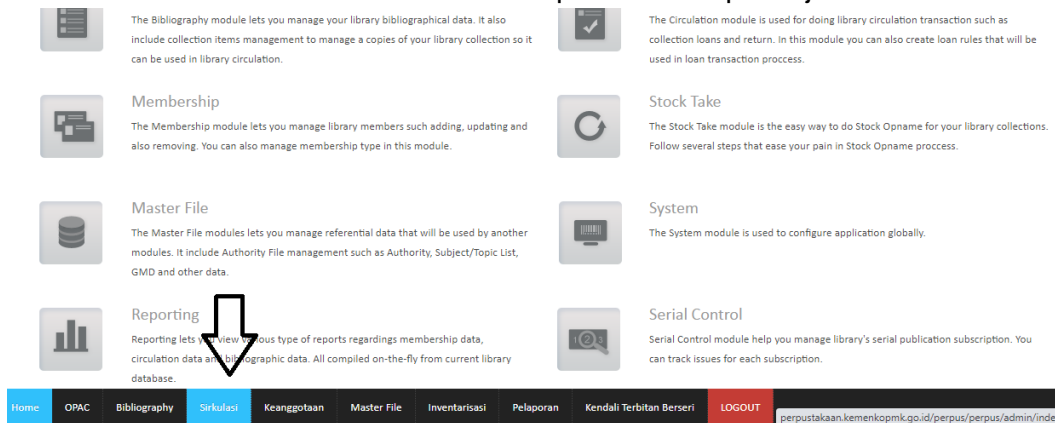 The Bibliography module lets you manage your library bibliographical data. It also
include collection items management to manage a copies of your library collection so it
can be used in library circulation.
The Circulation module is used for doing library circulation transaction such as
collection loans and return. In this module you can also create loan rules that will be
used in loan transaction proccess.
Membership
The Membership module lets you manage library members such adding, updating and
also removing. You can also manage membership type in this module.
Stock Take
The Stock Take module is the easy way to do Stock Opname for your library collections.
Follow several steps that ease your pain in Stock Opname proccess.
Master File
The Master File modules lets you manage referential data that will be used by another
modules. It include Authority File management such as Authority, Subject/Topic List,
GMD and other data.
System
The System module is used to configure application globally.
Reporting
Reporting lets you view various type of reports regardings membership data,
circulation data and bibliographic data. All compiled on-the-fly from current library
database.
Serial Control
Serial Control module help you manage library's serial publication subscription. You
can track issues for each subscription.
Home OPAC Bibliography Sirkulasi Keanggotaan Master File Inventarisasi Pelaporan Kendali Terbitan Berseri LOGOUT
perpustakaan.kemenkopmk.go.id/perpus/perpus/admin/inde